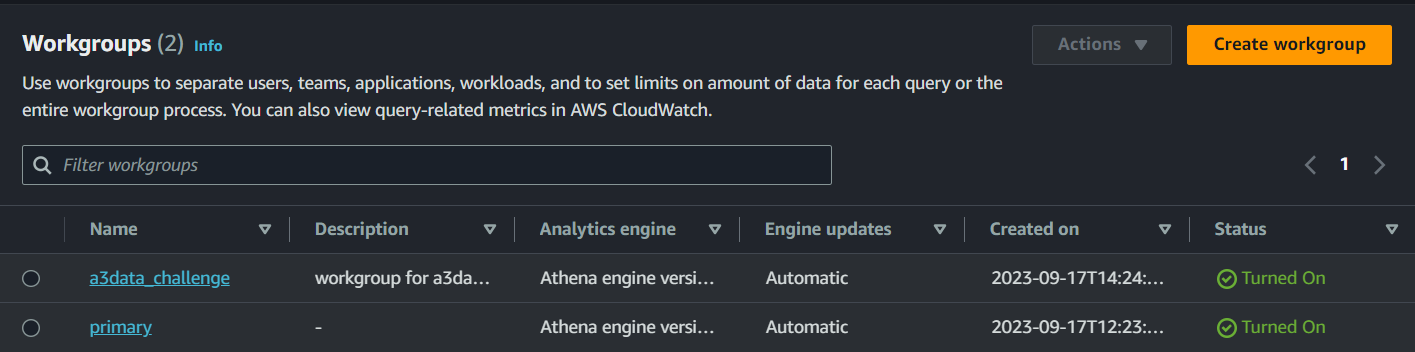 Workgroups (2) Info
Actions
Create workgroup
Use workgroups to separate users, teams, applications, workloads, and to set limits on amount of data for each query or the
entire workgroup process. You can also view query-related metrics in AWS CloudWatch.
Filter workgroups
1
Name Description Analytics engine Engine updates Created on Status
a3data_challenge workgroup for a3da... Athena engine versi... Automatic 2023-09-17T14:24:... Turned On
primary - Athena engine versi... Automatic 2023-09-17T12:23:... Turned On